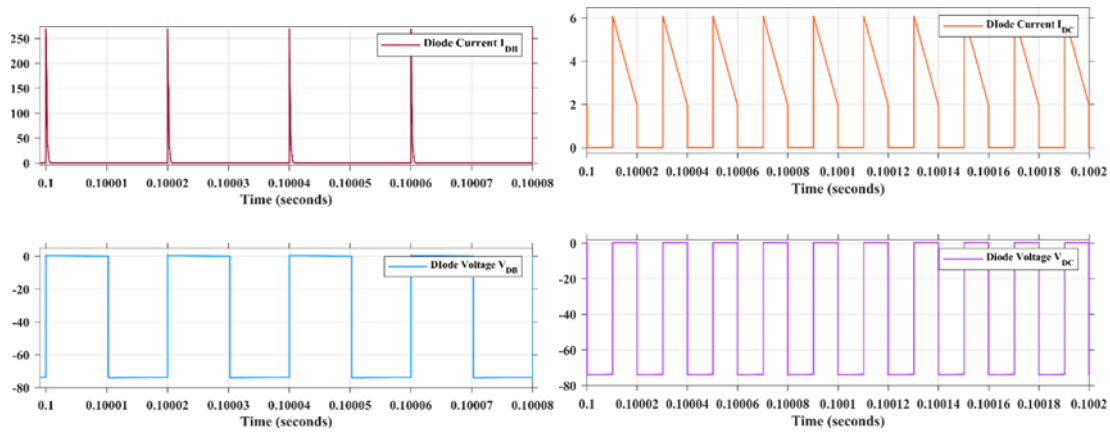 250
200
150
100
50
0
Diode Current I_DB
0.1 0.10001 0.10002 0.10003 0.10004 0.10005 0.10006 0.10007 0.10008
Time (seconds)
6
4
2
0
DIode Current I_DC
0.1 0.10002 0.10004 0.10006 0.10008 0.1001 0.10012 0.10014 0.10016 0.10018 0.1002
Time (seconds)
0
-20
-40
-60
-80
DIode Voltage V_DB
0.1 0.10001 0.10002 0.10003 0.10004 0.10005 0.10006 0.10007 0.10008
Time (seconds)
0
-20
-40
-60
-80
Diode Voltage V_DC
0.1 0.10002 0.10004 0.10006 0.10008 0.1001 0.10012 0.10014 0.10016 0.10018 0.1002
Time (seconds)